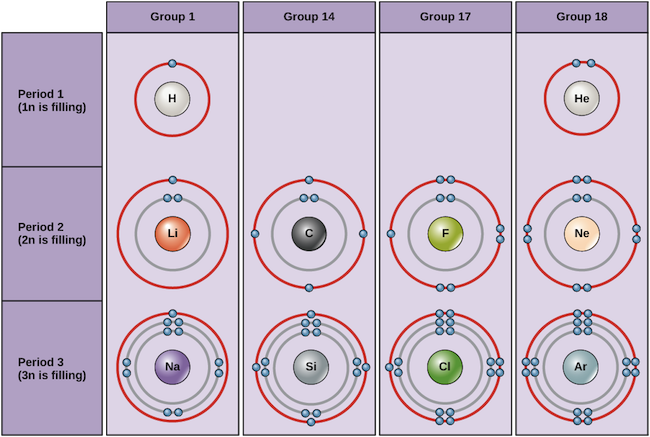 Group 1
Group 14
Group 17
Group 18
Period 1
(1n is filling)
H
He
Period 2
(2n is filling)
Li
C
F
Ne
Period 3
(3n is filling)
Na
Si
Cl
Ar